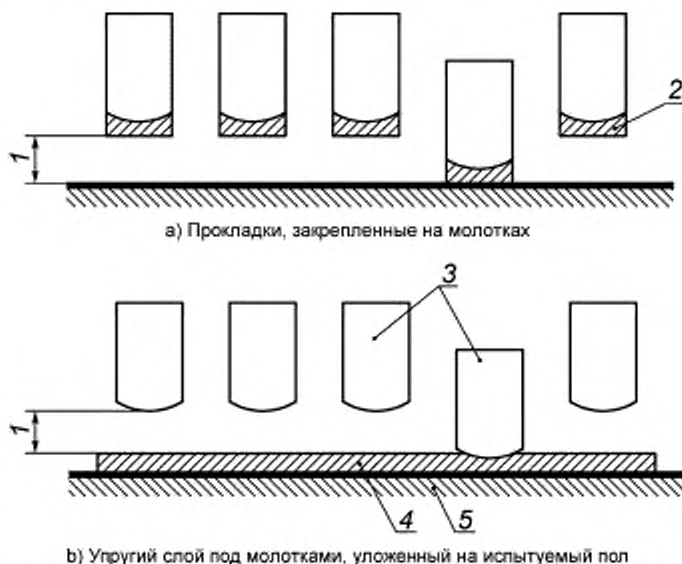 2
1
а) Прокладки, закрепленные на молотках
3
1
4 5
b) Упругий слой под молотками, уложенный на испытуемый пол